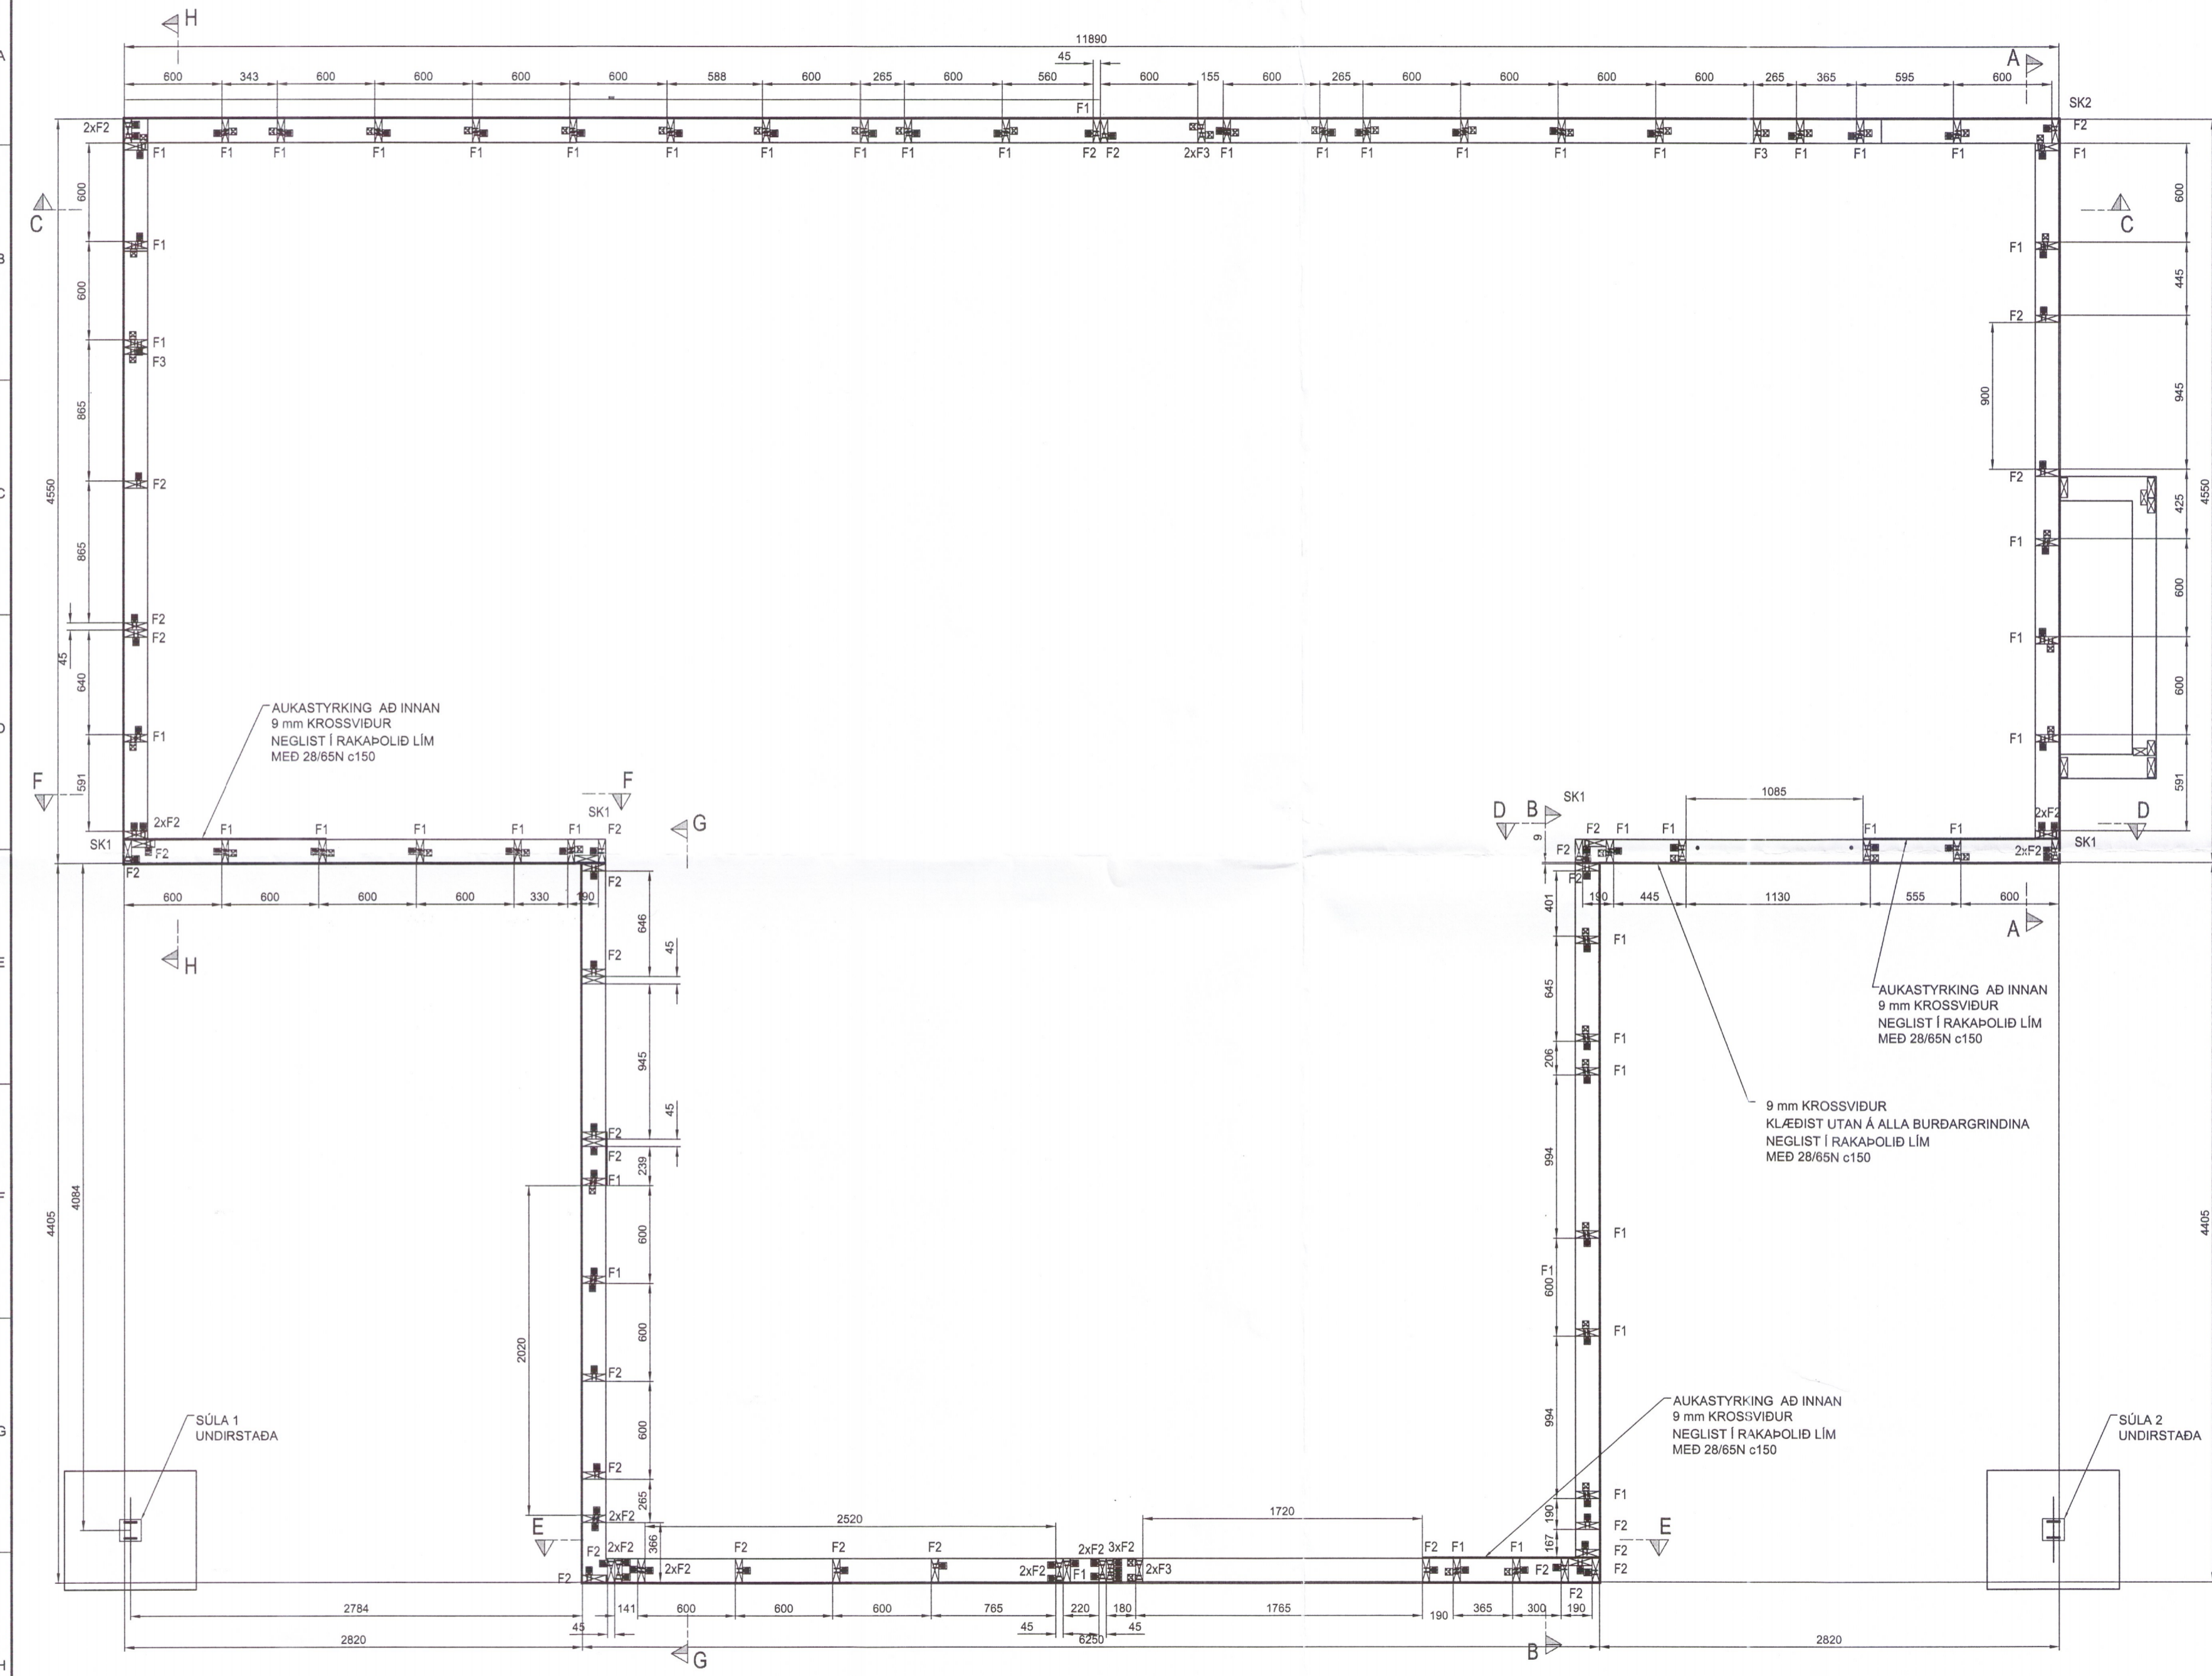 H
A
11890
45
A
600 343 600 600 600 600 588 600 265 600 560 600 155 600 265 600 600 600 600 265 365 595 600
SK2
F1
2xF2
F2
F1 F1 F1 F1 F1 F1 F1 F1 F1 F1 F1 F2 F2 2xF3 F1 F1 F1 F1 F1 F1 F3 F1 F1 F1 F1
600
600
C
C
F1
F1
B
600
445
F2
F1
F3
900
865
945
F2
F2
C
4550
4550
425
865
F1
600
F2
F2
45
F1
640
600
AUKASTYRKING AÐ INNAN
9 mm KROSSVIÐUR
NEGLIST Í RAKAÞOLIÐ LÍM
MEÐ 28/65N c150
D
F1
F1
591
591
F
F
1085
SK1
SK1
G
D
B
D
9
2xF2
2xF2
F1 F1 F1 F1 F1 F2
F2 F1 F1 F1 F1
SK1
SK1
F2
F2
2xF2
F2
F2
F2
600 600 600 600 330 190
190 445 1130 555 600
646
401
45
A
F1
F2
H
E
645
945
AUKASTYRKING AÐ INNAN
9 mm KROSSVIÐUR
NEGLIST Í RAKAÞOLIÐ LÍM
MEÐ 28/65N c150
F1
206
F1
45
9 mm KROSSVIÐUR
KLÆÐIST UTAN Á ALLA BURÐARGRINDINA
NEGLIST Í RAKAÞOLIÐ LÍM
MEÐ 28/65N c150
F2
F2
239
F1
994
F
4084
4405
4405
600
F1
F1
F1
600
2020
600
F1
F2
994
600
AUKASTYRKING AÐ INNAN
9 mm KROSSVIÐUR
NEGLIST Í RAKAÞOLIÐ LÍM
MEÐ 28/65N c150
SÚLA 1
UNDIRSTAÐA
SÚLA 2
UNDIRSTAÐA
G
F2
265
F1
190
2xF2
2520
1720
F2
E
366
167
E
F2 2xF2
F2 F2 F2
2xF2 3xF2
F2 F1 F1
F2
F2
2xF2
2xF2
F1
2xF3
F2
F2
F2
2784
141 600 600 600 765 220 180 1765 190 365 300 190
45
45
45
2820
6250
2820
G
B
H